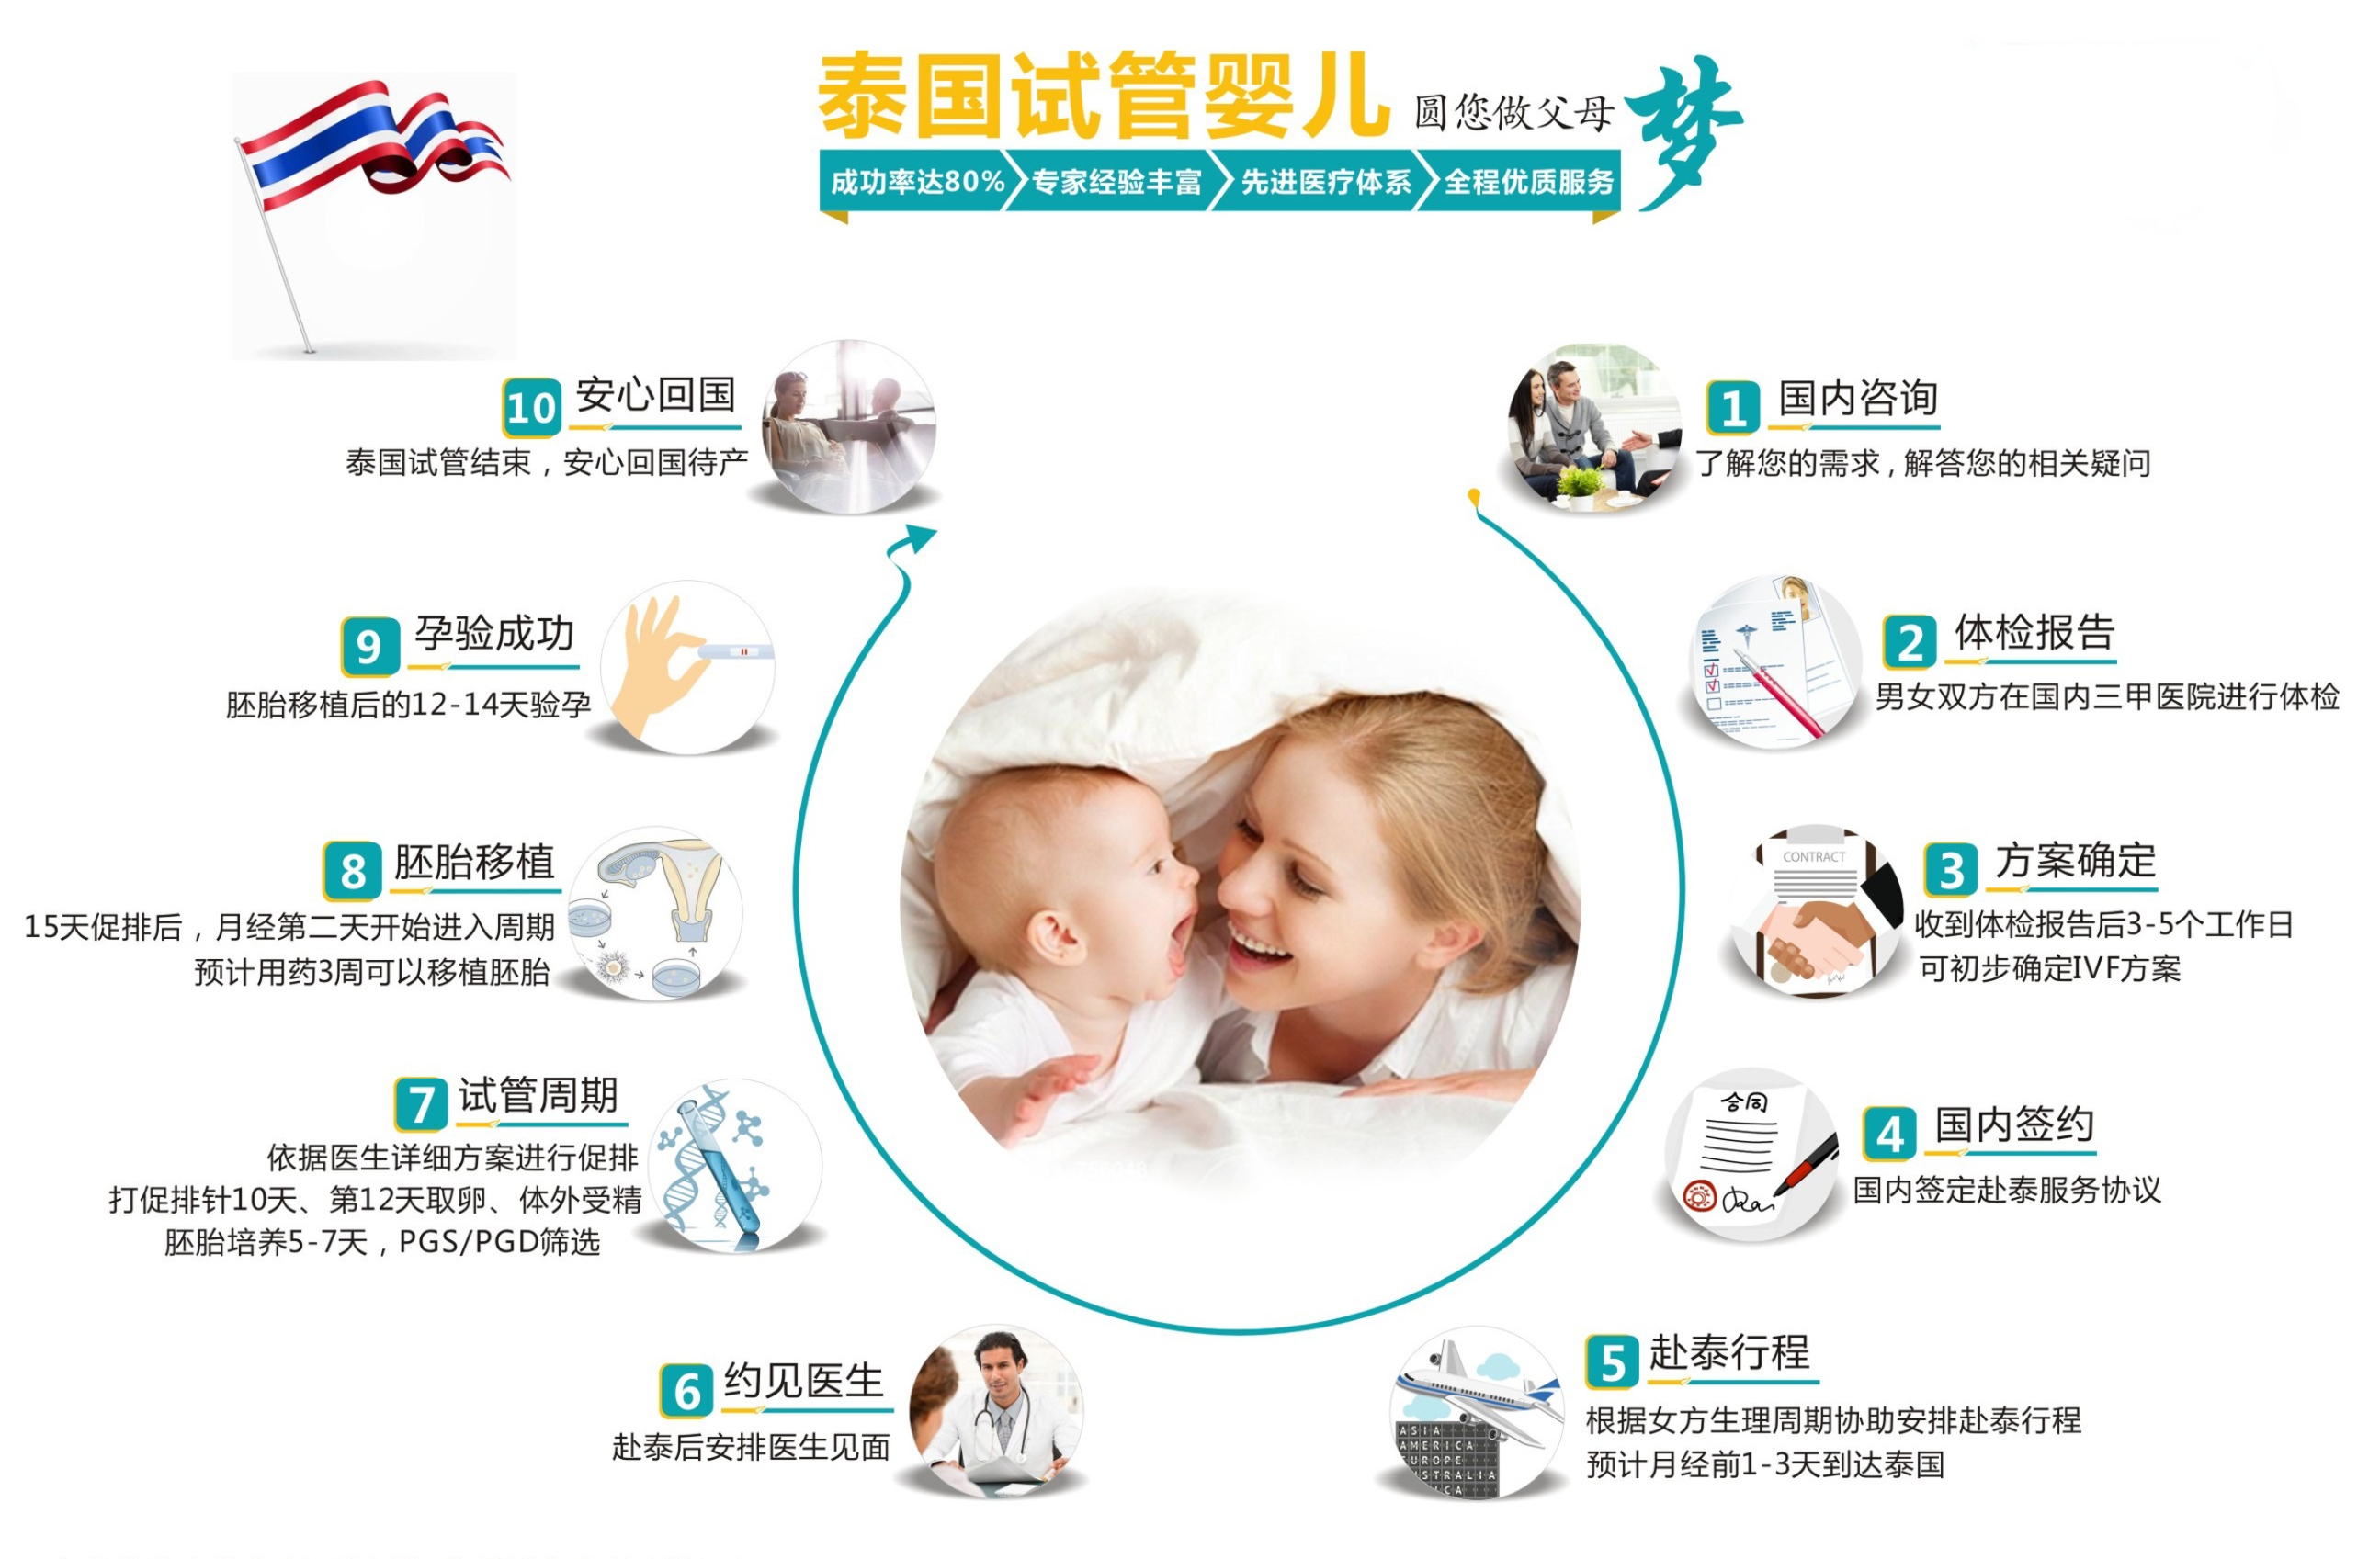 泰国试管婴儿 圆您做父母梦
成功率达80% 专家经验丰富 先进医疗体系 全程优质服务
1 国内咨询
了解您的需求,解答您的相关疑问
2 体检报告
男女双方在国内三甲医院进行体检
3 方案确定
收到体检报告后3-5个工作日
可初步确定IVF方案
CONTRACT
4 国内签约
国内签定赴泰服务协议
合同
5 赴泰行程
根据女方生理周期协助安排赴泰行程
预计月经前1-3天到达泰国
ASIA
AMERICA
UROPE
STRALIA
ICA
6 约见医生
赴泰后安排医生见面
7 试管周期
依据医生详细方案进行促排
打促排针10天、第12天取卵、体外受精
胚胎培养5-7天,PGS/PGD筛选
8 胚胎移植
15天促排后,月经第二天开始进入周期
预计用药3周可以移植胚胎
9 孕验成功
胚胎移植后的12-14天验孕
10 安心回国
泰国试管结束,安心回国待产